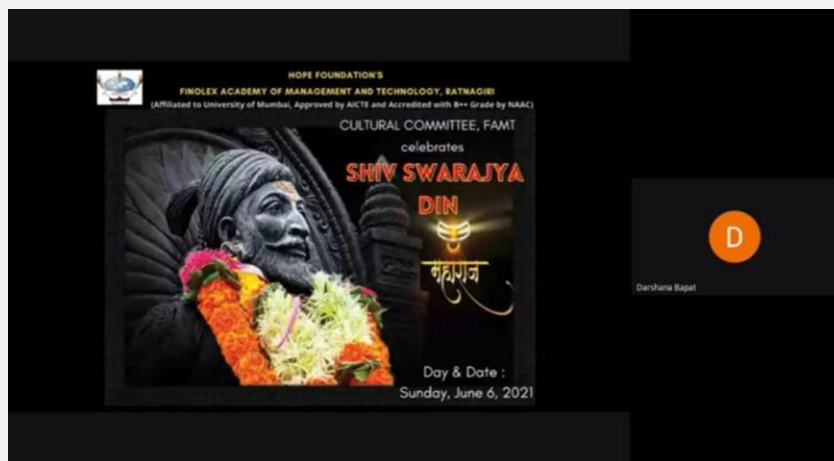 HOPE FOUNDATION'S
FINOLEX ACADEMY OF MANAGEMENT AND TECHNOLOGY, RATNAGIRI
(Affiliated to University of Mumbai, Approved by AICTE and Accredited with B++ Grade by NAAC)
CULTURAL COMMITTEE, FAMT
celebrates
SHIV SWARAJYA
DIN
महाराज
Day & Date :
Sunday, June 6, 2021
D
Darshana Bapat